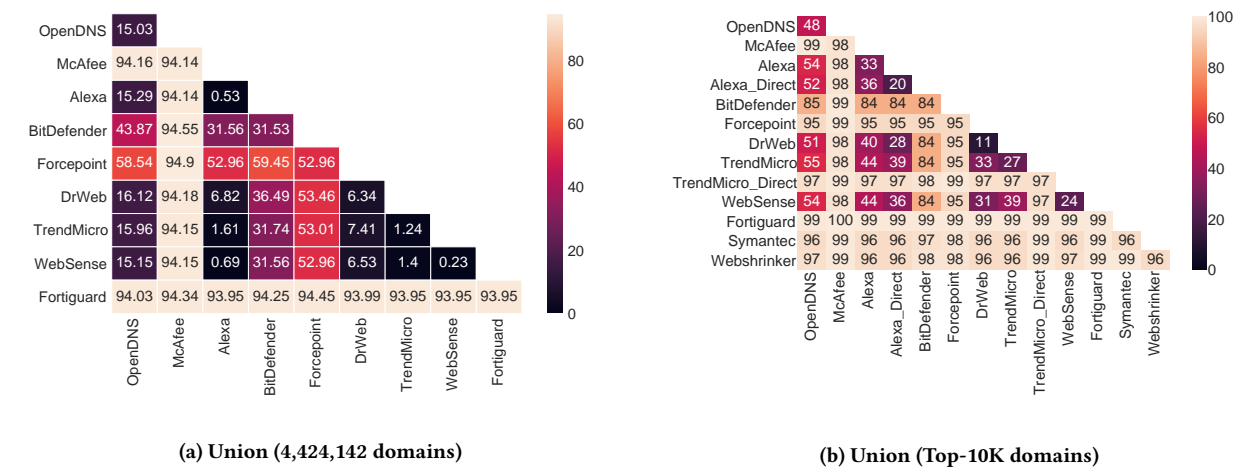 OpenDNS 15.03
McAfee 94.16 94.14
Alexa 15.29 94.14 0.53
BitDefender 43.87 94.55 31.56 31.53
Forcepoint 58.54 94.9 52.96 59.45 52.96
DrWeb 16.12 94.18 6.82 36.49 53.46 6.34
TrendMicro 15.96 94.15 1.61 31.74 53.01 7.41 1.24
WebSense 15.15 94.15 0.69 31.56 52.96 6.53 1.4 0.23
Fortiguard 94.03 94.34 93.95 94.25 94.45 93.99 93.95 93.95 93.95
OpenDNS
McAfee
Alexa
BitDefender
Forcepoint
DrWeb
TrendMicro
WebSense
Fortiguard
80
60
40
20
0
(a) Union (4,424,142 domains)
OpenDNS 48
McAfee 99 98
Alexa 54 98 33
Alexa_Direct 52 98 36 20
BitDefender 85 99 84 84 84
Forcepoint 95 99 95 95 95 95
DrWeb 51 98 40 28 84 95 11
TrendMicro 55 98 44 39 84 95 33 27
TrendMicro_Direct 97 99 97 97 98 99 97 97 97
WebSense 54 98 44 36 84 95 31 39 97 24
Fortiguard 99 100 99 99 99 99 99 99 99 99 99
Symantec 96 99 96 96 97 98 96 96 99 96 99 96
Webshrinker 97 99 96 96 98 98 96 96 99 97 99 99 96
OpenDNS
McAfee
Alexa
Alexa_Direct
BitDefender
Forcepoint
DrWeb
TrendMicro
TrendMicro_Direct
WebSense
Fortiguard
Symantec
Webshrinker
100
80
60
40
20
0
(b) Union (Top-10K domains)